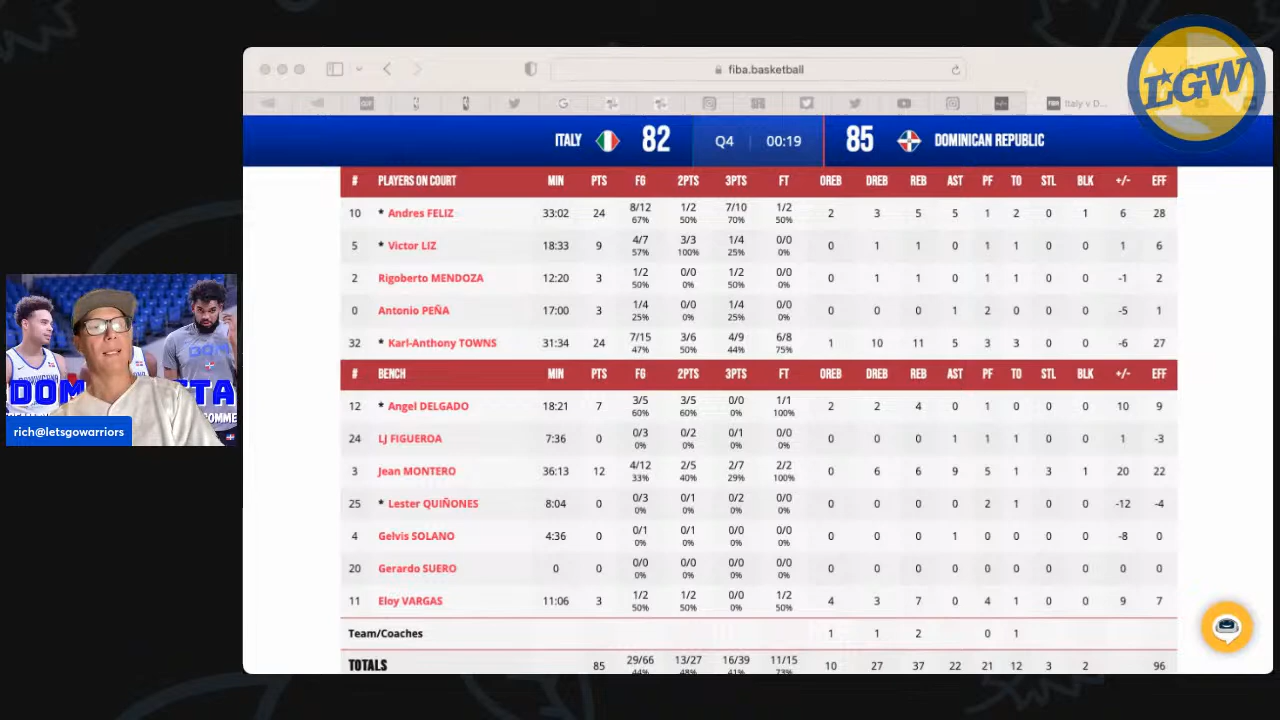 LGW
fiba.basketball
Italy v D...
ITALY 82 Q4 00:19 85 DOMINICAN REPUBLIC
# PLAYERS ON COURT MIN PTS FG 2PTS 3PTS FT OREB DREB REB AST PF TO STL BLK +/- EFF
10 * Andres FELIZ 33:02 24 8/12 1/2 7/10 1/2 2 3 5 5 1 2 0 1 6 28
67% 50% 70% 50%
5 * Victor LIZ 18:33 9 4/7 3/3 1/4 0/0 0 1 1 0 1 1 0 0 1 6
57% 100% 25% 0%
2 Rigoberto MENDOZA 12:20 3 1/2 0/0 1/2 0/0 0 1 1 0 1 1 0 0 -1 2
50% 0% 50% 0%
0 Antonio PEÑA 17:00 3 1/4 0/0 1/4 0/0 0 0 0 1 2 0 0 0 -5 1
25% 0% 25% 0%
32 * Karl-Anthony TOWNS 31:34 24 7/15 3/6 4/9 6/8 1 10 11 5 3 3 0 0 -6 27
47% 50% 44% 75%
# BENCH MIN PTS FG 2PTS 3PTS FT OREB DREB REB AST PF TO STL BLK +/- EFF
12 * Angel DELGADO 18:21 7 3/5 3/5 0/0 1/1 2 2 4 0 1 0 0 0 10 9
60% 60% 0% 100%
24 LJ FIGUEROA 7:36 0 0/3 0/2 0/1 0/0 0 0 0 1 1 1 0 0 1 -3
0% 0% 0% 0%
3 Jean MONTERO 36:13 12 4/12 2/5 2/7 2/2 0 6 6 9 5 1 3 1 20 22
33% 40% 29% 100%
25 * Lester QUIÑONES 8:04 0 0/3 0/1 0/2 0/0 0 0 0 0 2 1 0 0 -12 -4
0% 0% 0% 0%
4 Gelvis SOLANO 4:36 0 0/1 0/1 0/0 0/0 0 0 0 1 0 0 0 0 -8 0
0% 0% 0% 0%
20 Gerardo SUERO 0 0 0/0 0/0 0/0 0/0 0 0 0 0 0 0 0 0 0 0
0% 0% 0% 0%
11 Eloy VARGAS 11:06 3 1/2 1/2 0/0 1/2 4 3 7 0 4 1 0 0 9 7
50% 50% 0% 50%
Team/Coaches 1 1 2 0 1
TOTALS 85 29/66 13/27 16/39 11/15 10 27 37 22 21 12 3 2 96
44% 48% 41% 73%
rich@letsgowarriors